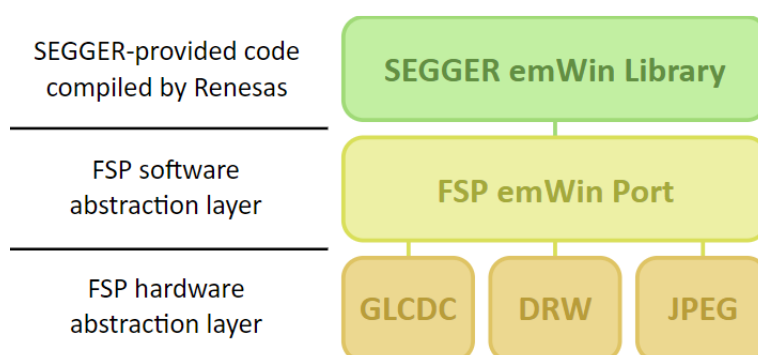 SEGGER-provided code
compiled by Renesas
SEGGER emWin Library
FSP software
abstraction layer
FSP emWin Port
FSP hardware
abstraction layer
GLCDC
DRW
JPEG